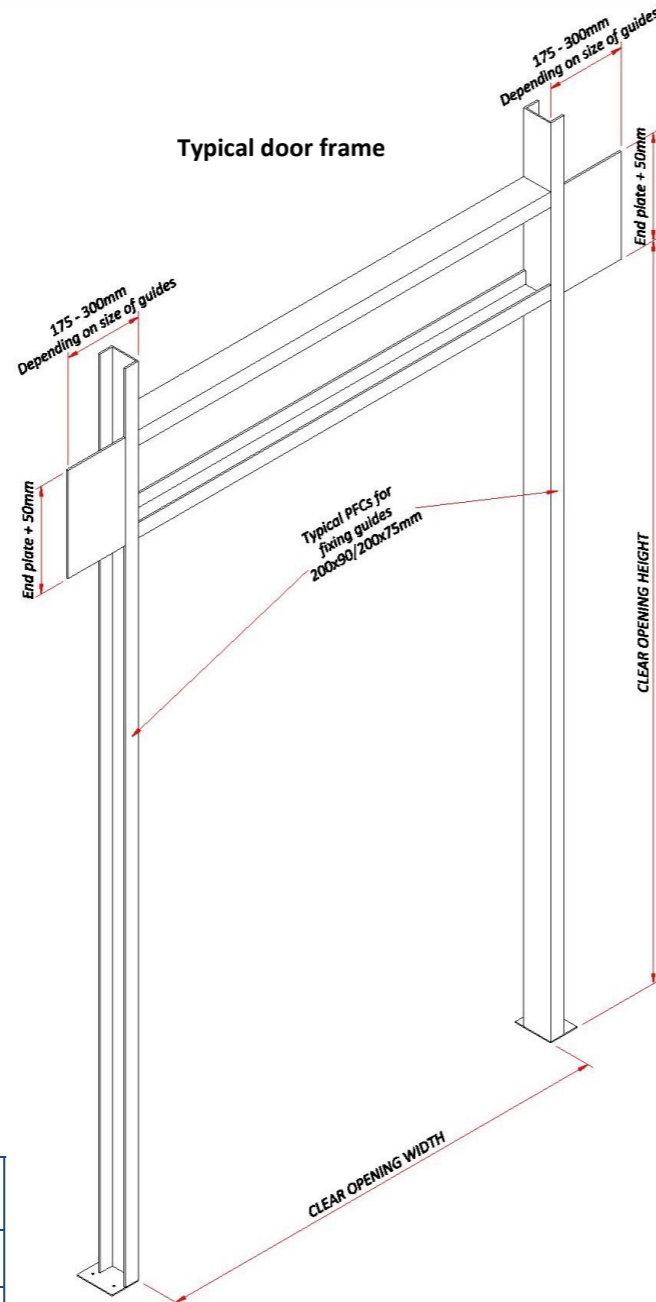 175 - 300mm
Depending on size of guides
Typical door frame
End plate + 50mm
175 - 300mm
Depending on size of guides
End plate + 50mm
Typical PFCs for
fixing guides
200x90/200x75mm
CLEAR OPENING HEIGHT
CLEAR OPENING WIDTH